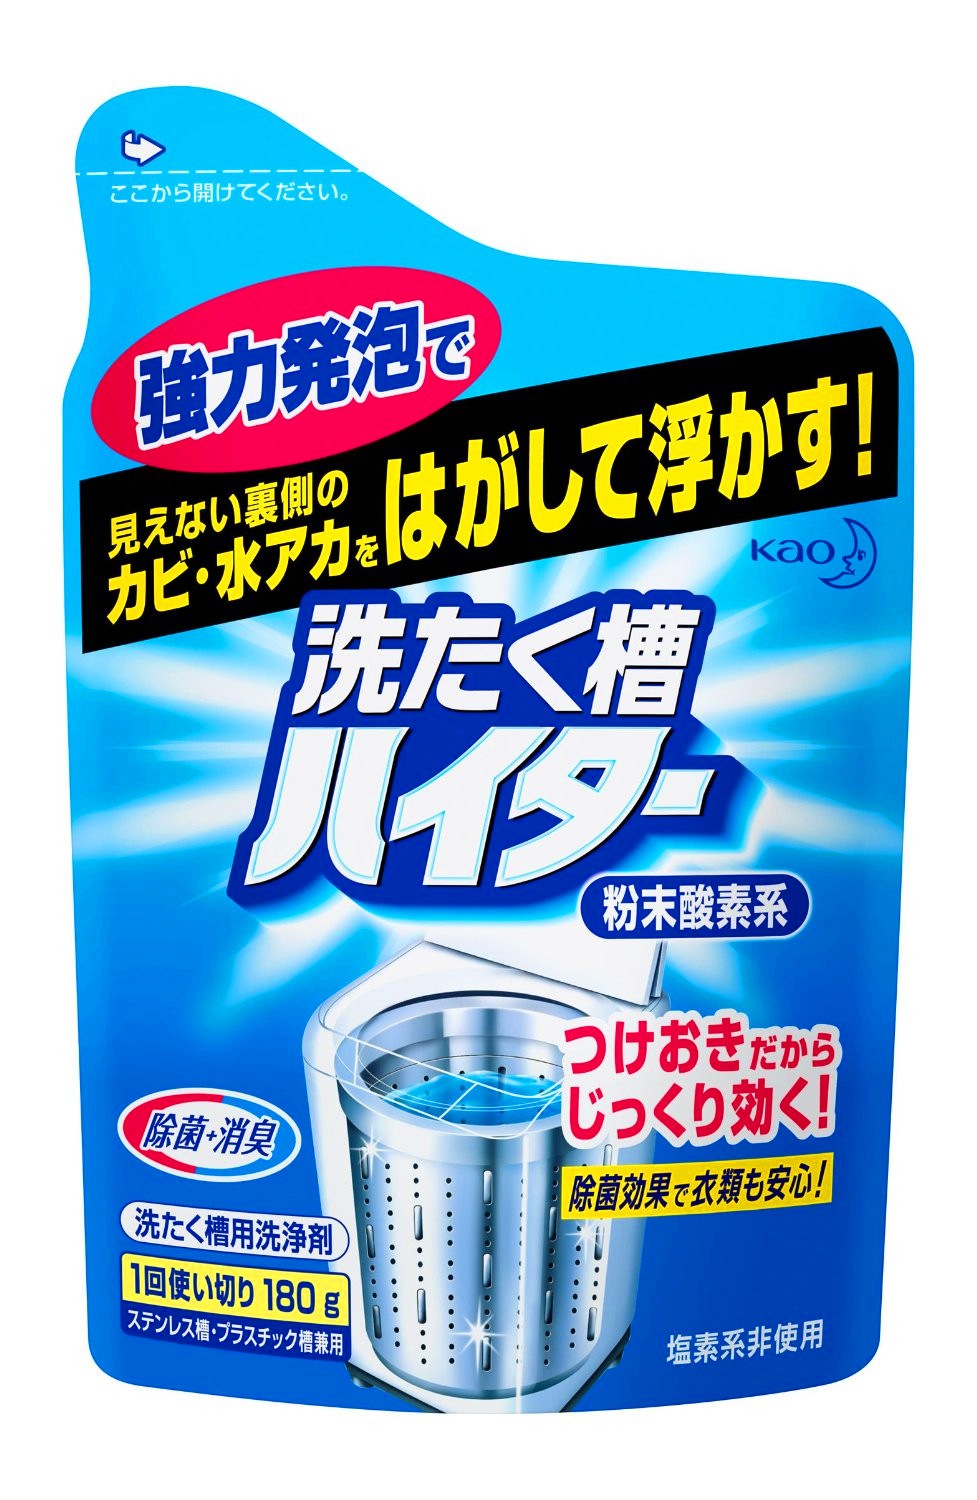 ここから開けてください。
強力発泡で
見えない裏側の
カビ・水アカを
はがして浮かす!
Kao
洗たく槽
ハイター
粉末酸素系
つけおきだから
じっくり効く!
除菌効果で衣類も安心!
除菌+消臭
洗たく槽用洗浄剤
1回使い切り180g
ステンレス槽・プラスチック槽兼用
塩素系非使用